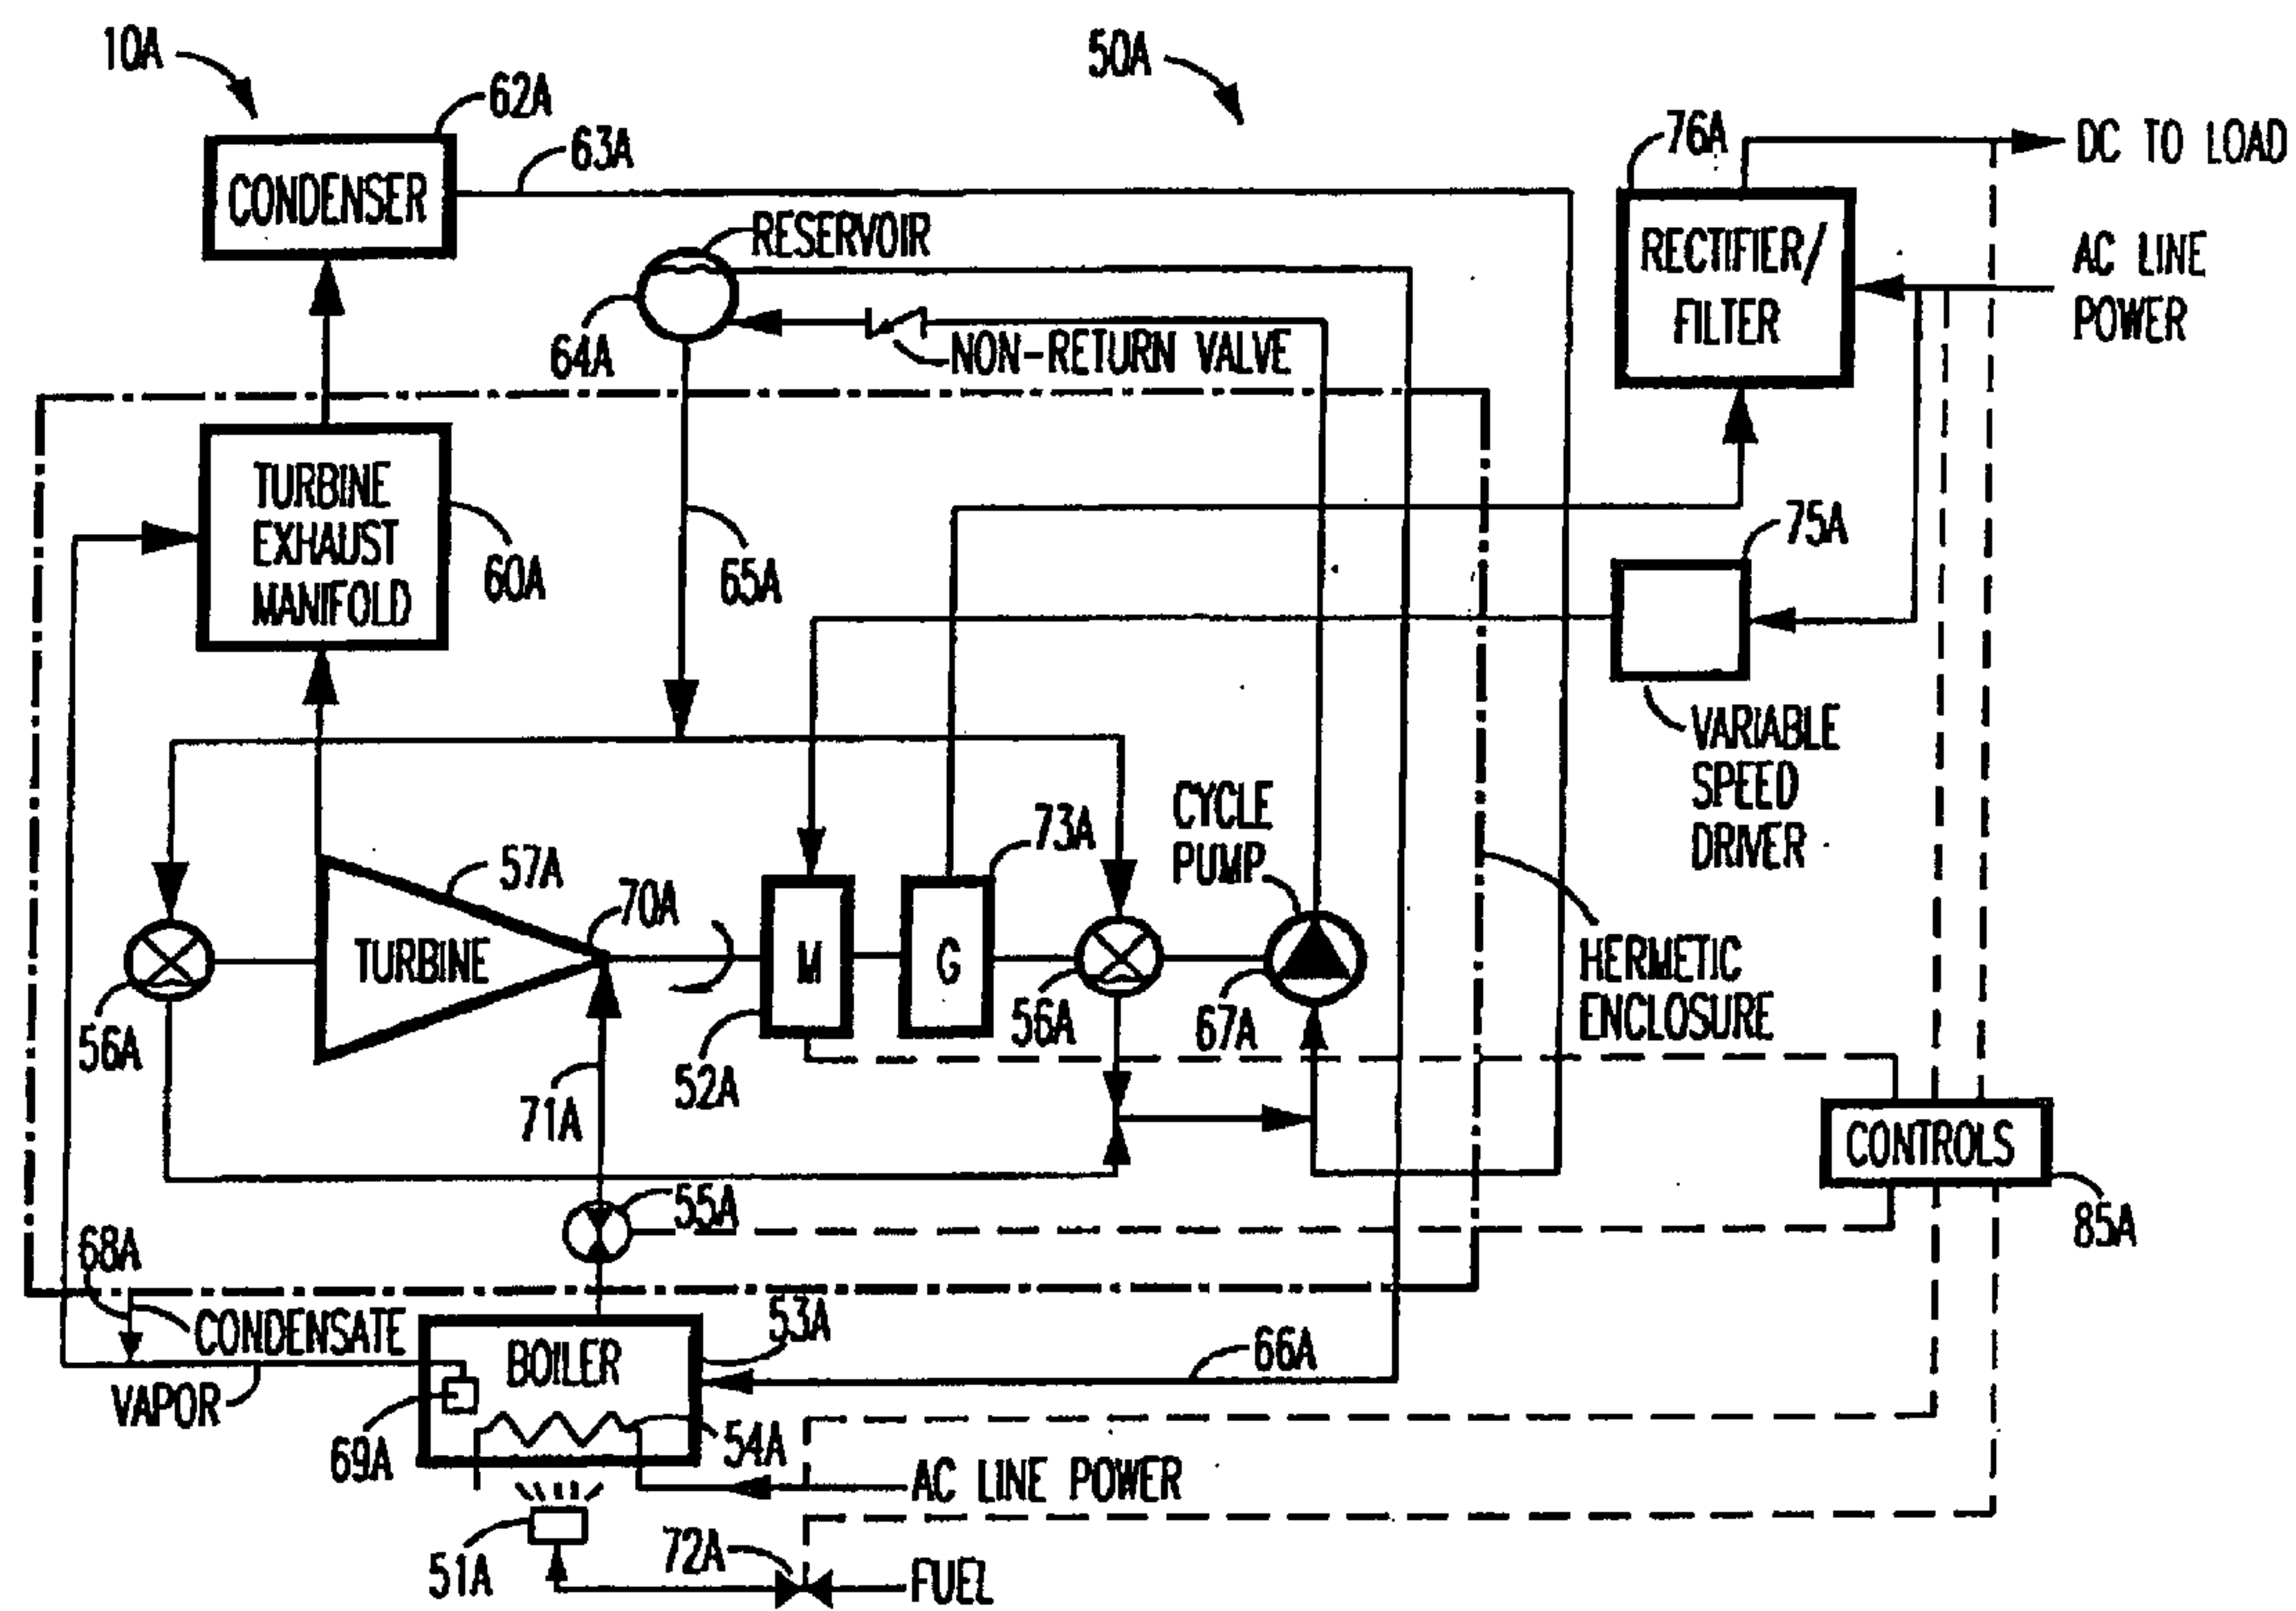 10A
50A
62A
CONDENSER
63A
RESERVOIR
64A
NON-RETURN VALVE
76A
DC TO LOAD
RECTIFIER/
FILTER
AC LINE
POWER
TURBINE
EXHAUST
MANIFOLD
60A
65A
75A
VARIABLE
SPEED
DRIVER
CYCLE
PUMP
73A
57A
70A
TURBINE
M
G
56A
52A
56A
67A
HERMETIC
ENCLOSURE
71A
CONTROLS
85A
55A
68A
CONDENSATE
VAPOR
BOILER
53A
66A
69A
54A
AC LINE POWER
51A
72A
FUEL